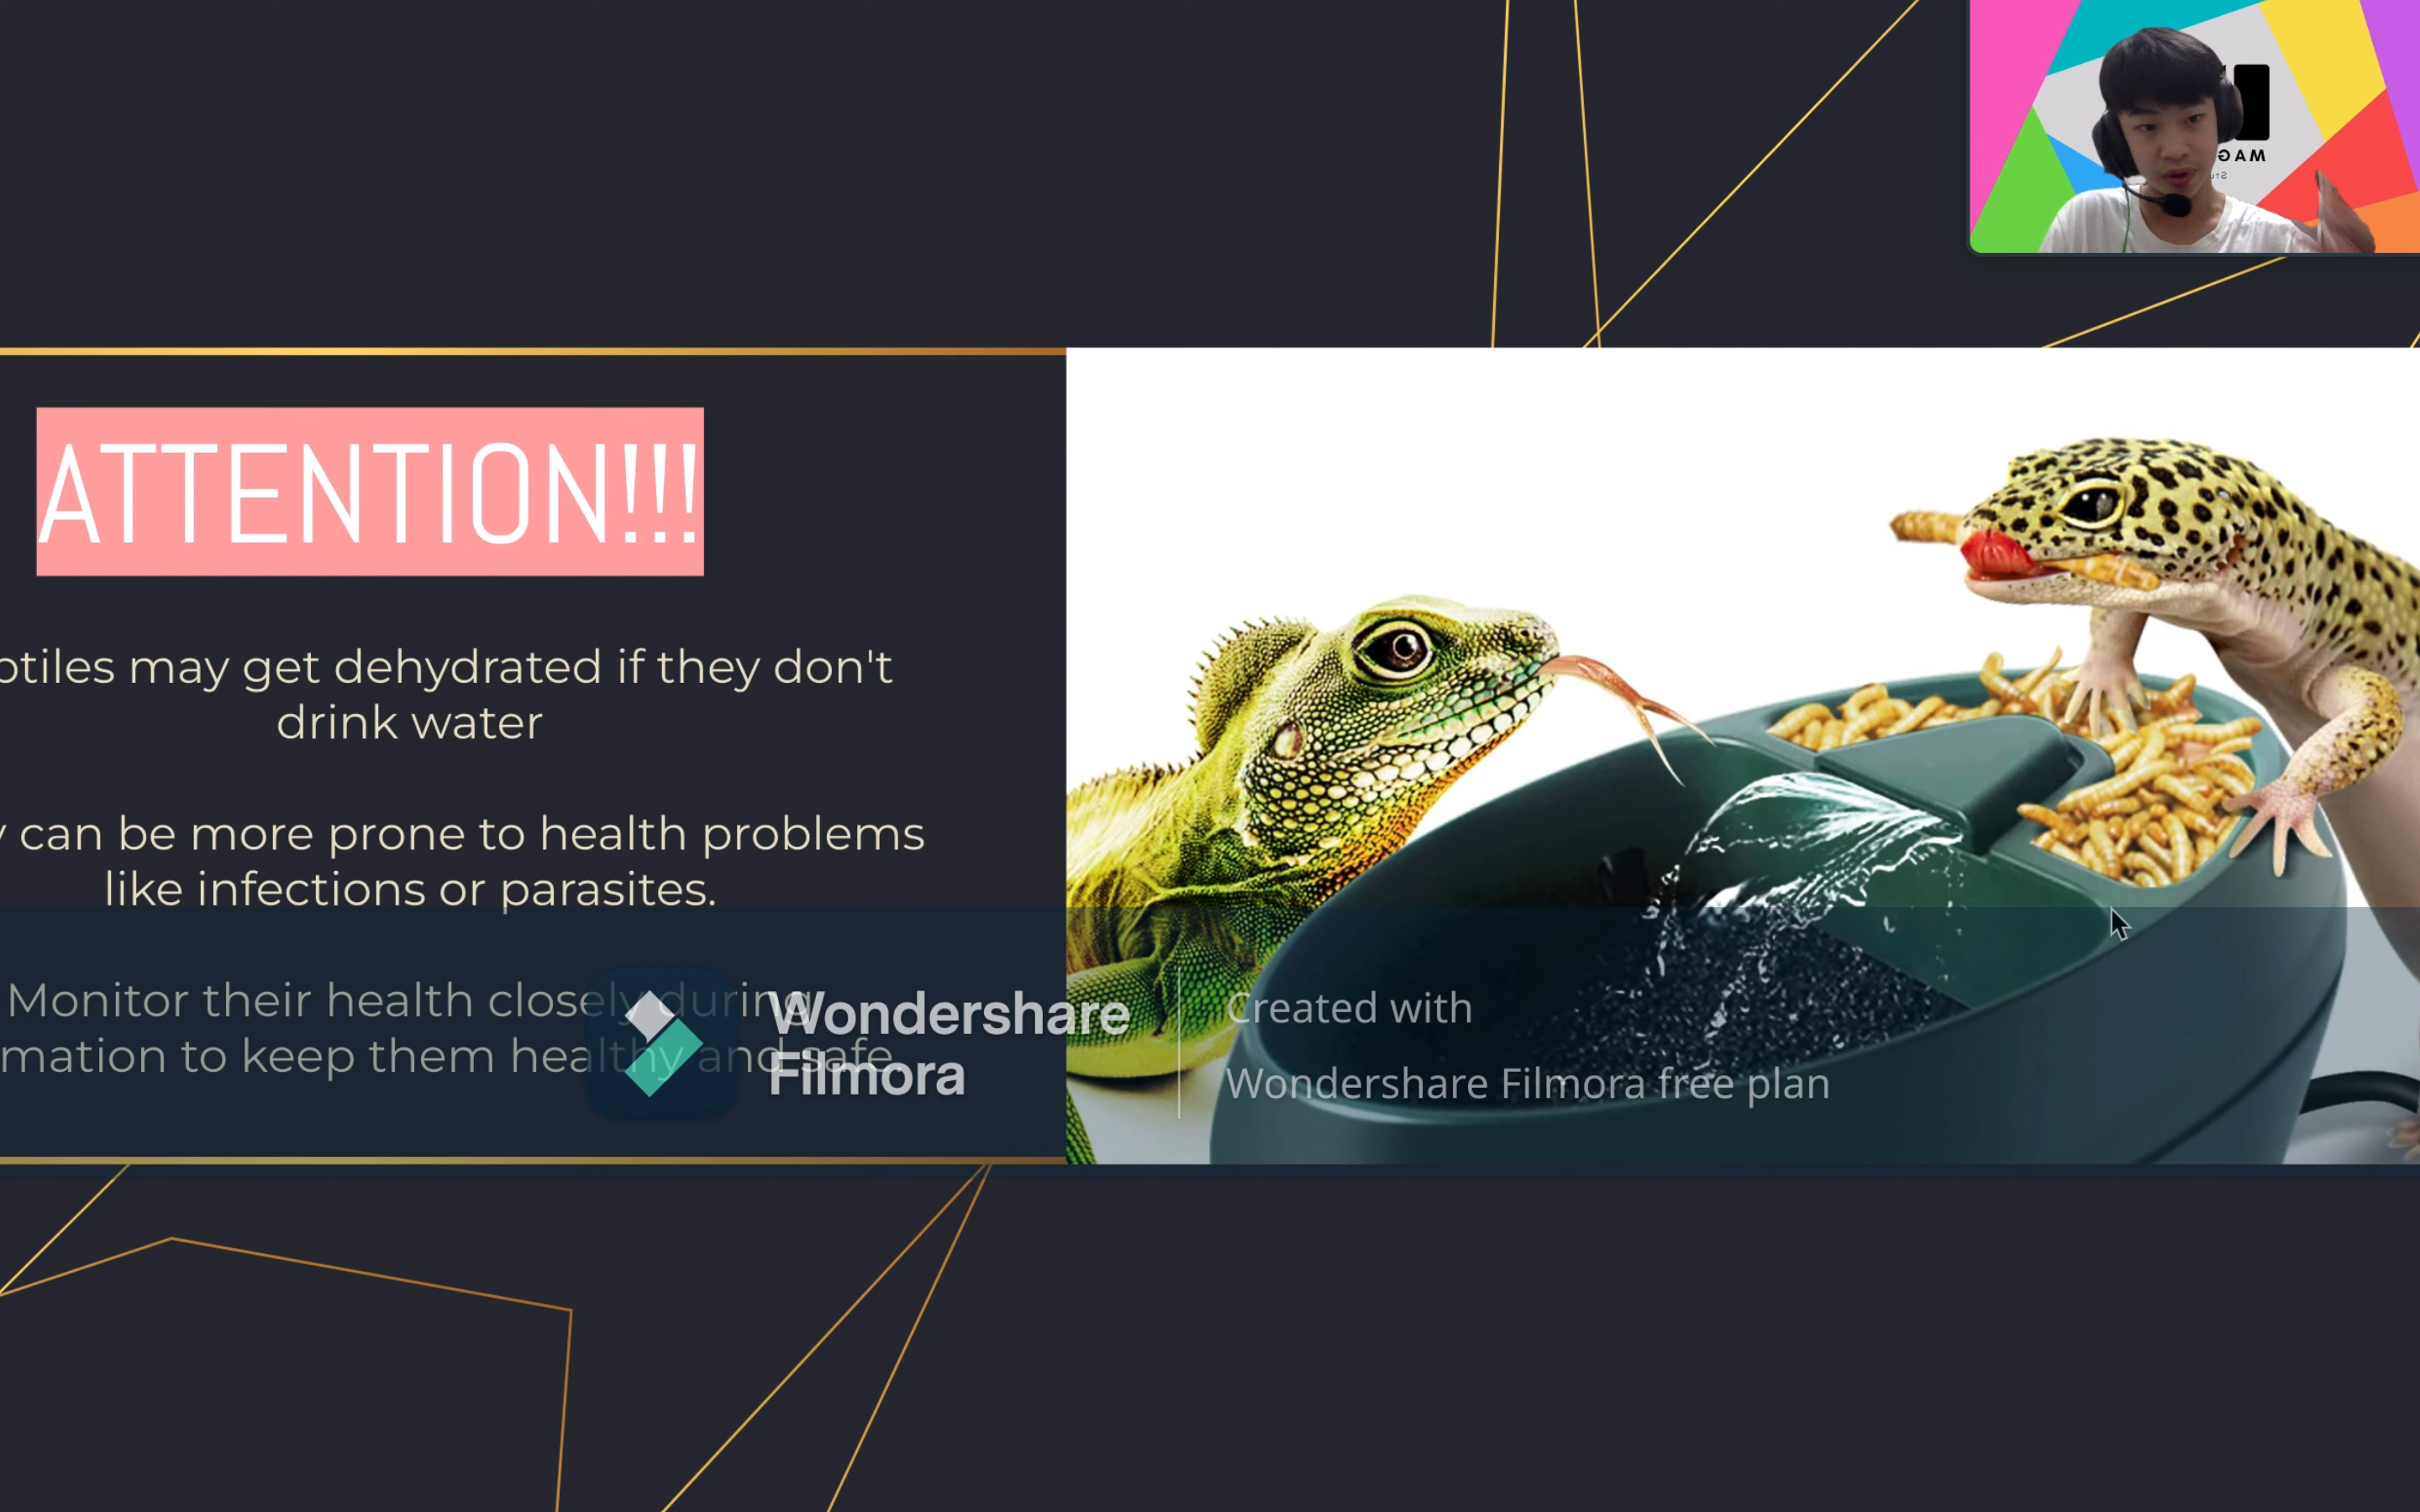 ATTENTION!!!
may get dehydrated if they don't
drink water
can be more prone to health problems
like infections or parasites.
Monitor their health closely during
to keep them healthy and safe.
Wondershare
Filmora
Created with
Wondershare Filmora free plan